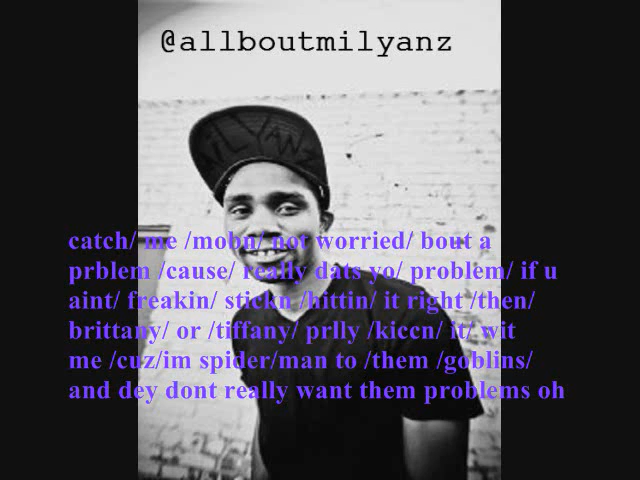 @allboutmilyanz
MILYANZ
catch/ me /mobn/ not worried/ bout a
prblem /cause/ really dats yo/ problem/ if u
aint/ freakin/ stickn /hittin/ it right /then/
brittany/ or /tiffany/ prlly /kiccn/ it/ wit
me /cuz/im spider/man to /them /goblins/
and dey dont really want them problems oh